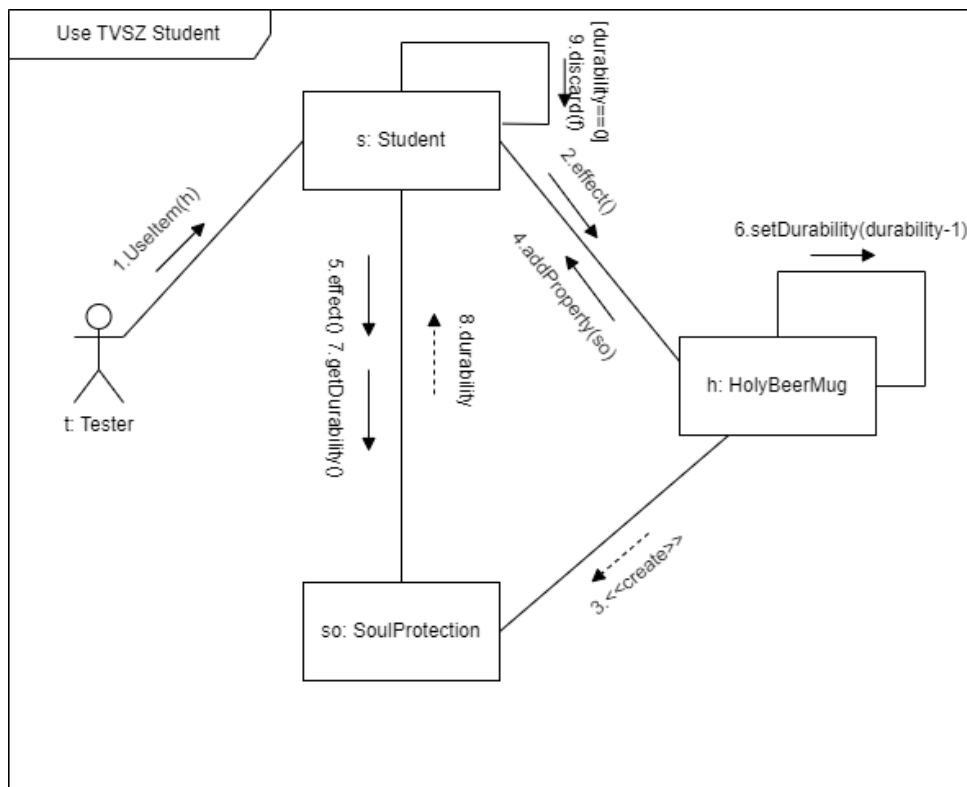 Use TVSZ Student
[durability==0]
9.discard(f)
s: Student
1.UseItem(h)
2.effect()
4.addProperty(so)
6.setDurability(durability-1)
5.effect() 7.getDurability()
8.durability
h: HolyBeerMug
t: Tester
3.<<create>>
so: SoulProtection